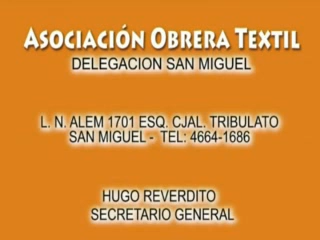 ASOCIACIÓN OBRERA TEXTIL
DELEGACION SAN MIGUEL
L. N. ALEM 1701 ESQ. CJAL. TRIBULATO
SAN MIGUEL - TEL: 4664-1686
HUGO REVERDITO
SECRETARIO GENERAL